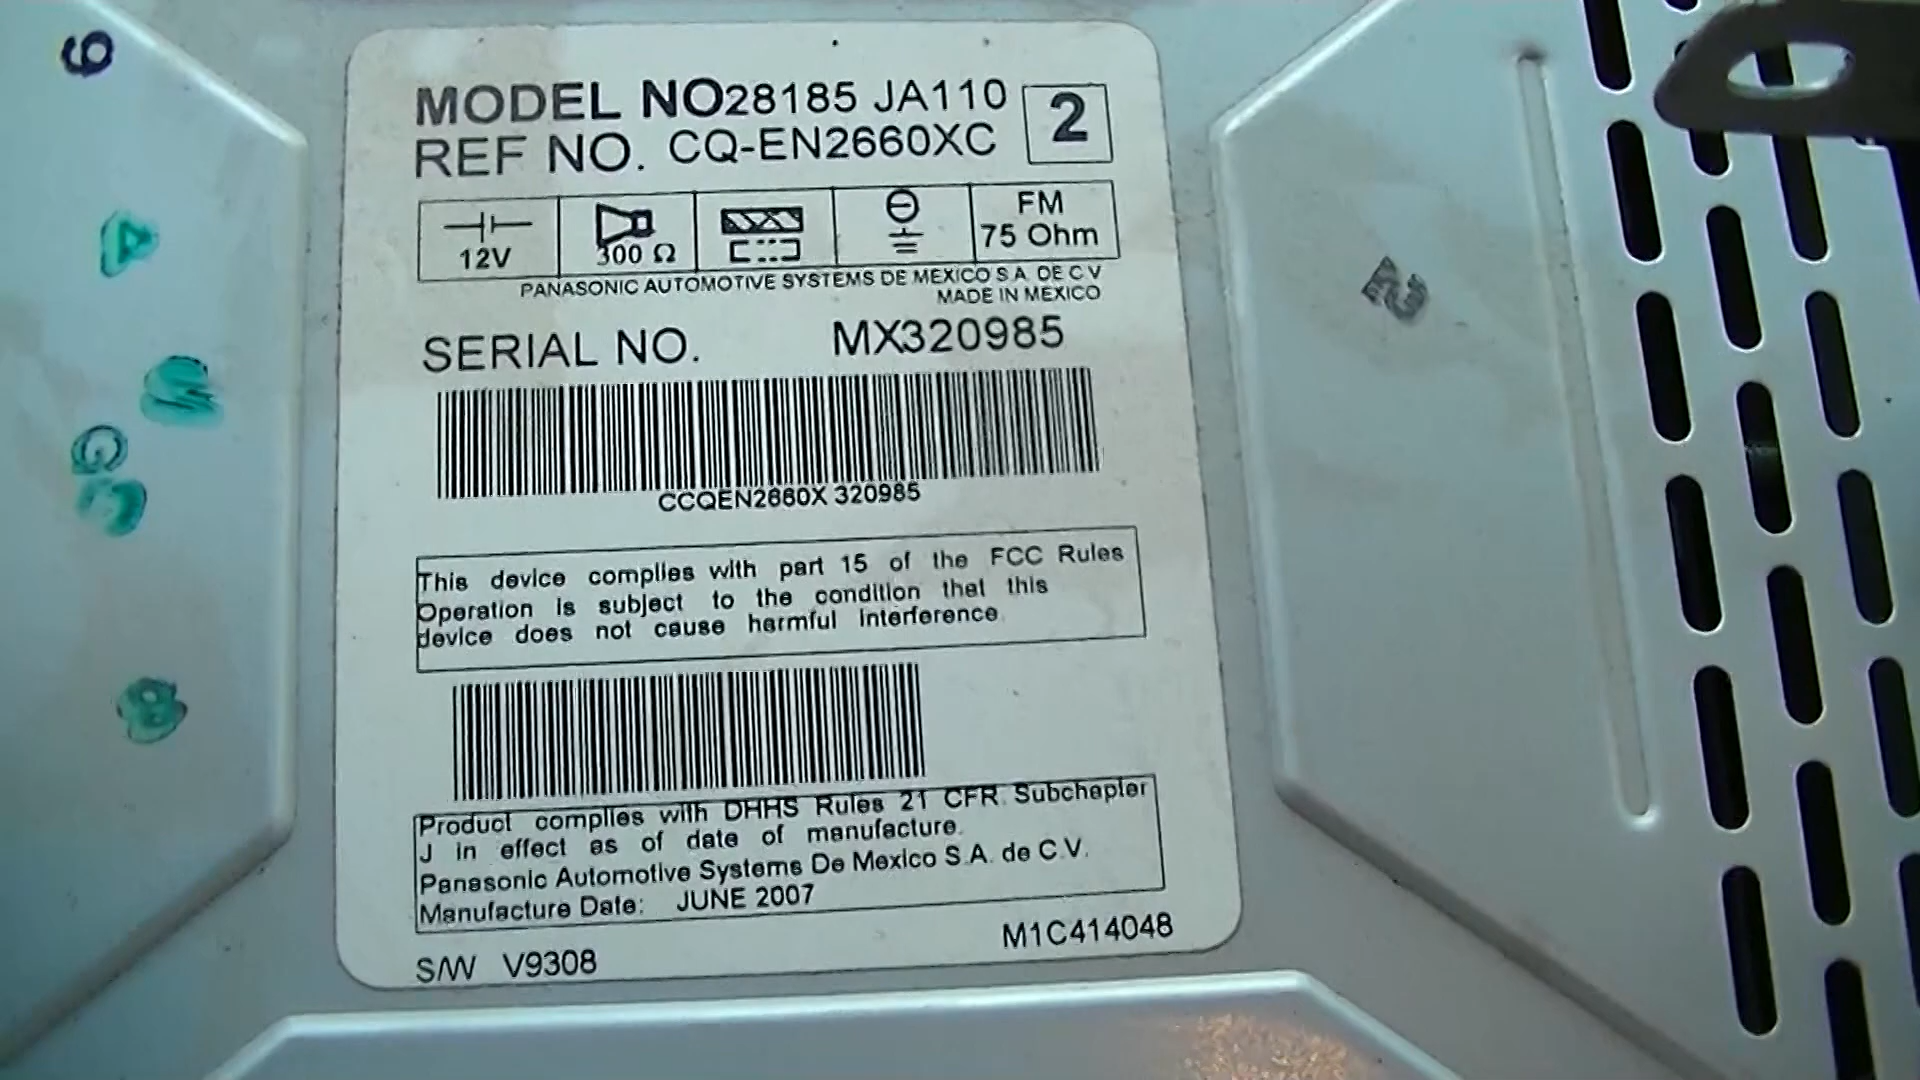 MODEL NO28185 JA110
REF NO. CQ-EN2660XC
2
12V
300 Ω
FM
75 Ohm
PANASONIC AUTOMOTIVE SYSTEMS DE MEXICO S.A. DE C.V
MADE IN MEXICO
SERIAL NO. MX320985
CCQEN2660X 320985
This device complies with part 15 of the FCC Rules
Operation is subject to the condition that this
device does not cause harmful interference.
Product complies with DHHS Rules 21 CFR. Subchapter
J in effect as of date of manufacture.
Panasonic Automotive Systems De Mexico S.A. de C.V.
Manufacture Date: JUNE 2007
S/W V9308
M1C414048
9
A
G
B
2